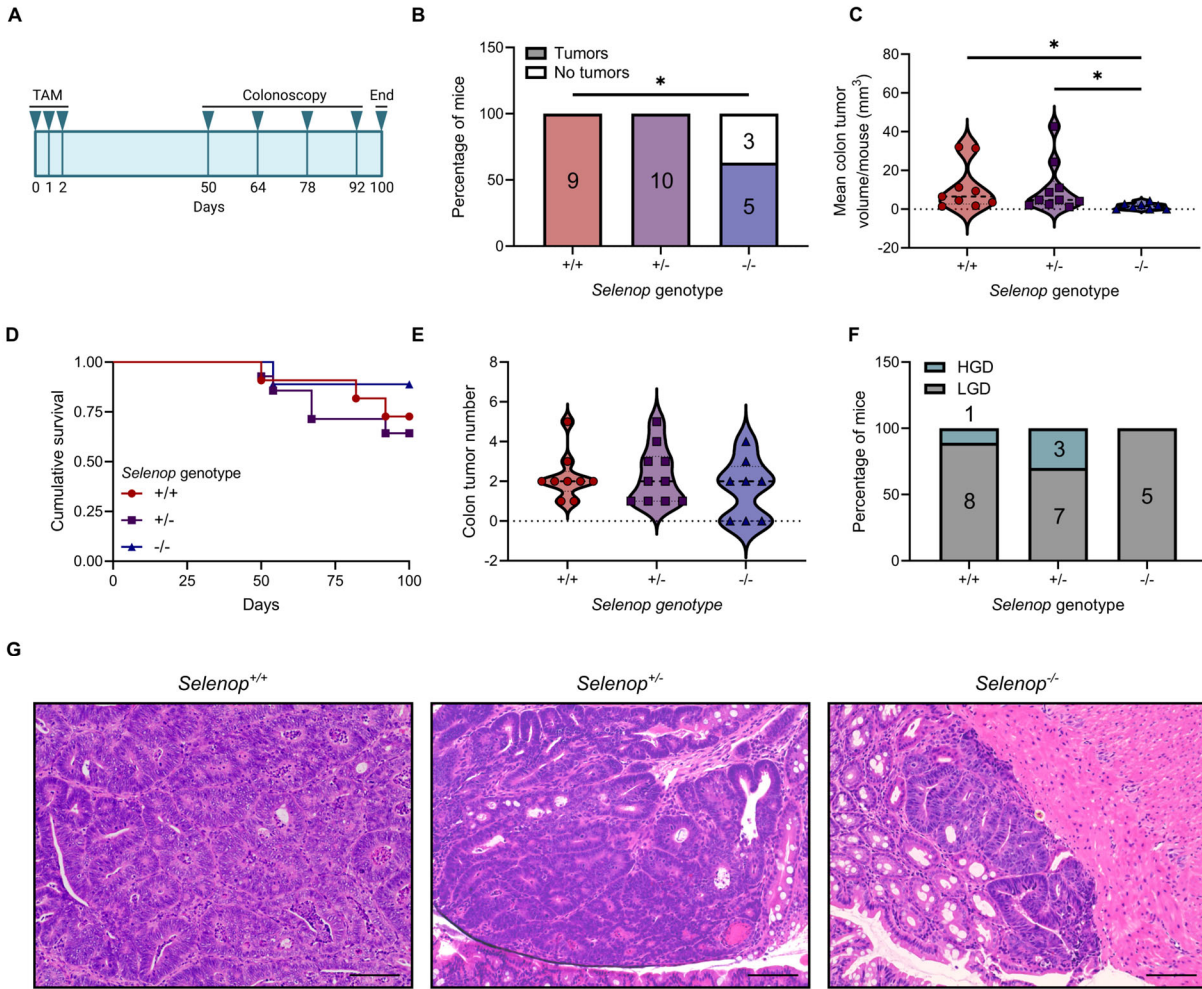 A
TAM
Colonoscopy
End
0 1 2 50 64 78 92 100
Days
B
150
100
50
0
Percentage of mice
Tumors
No tumors
*
9
10
3
5
+/+ +/- -/-
Selenop genotype
C
80
60
40
20
0
-20
Mean colon tumor
volume/mouse (mm³)
*
*
+/+ +/- -/-
Selenop genotype
D
1.00
0.75
0.50
0.25
0.00
Cumulative survival
Selenop genotype
+/+
+/-
-/-
0 25 50 75 100
Days
E
8
6
4
2
0
-2
Colon tumor number
+/+ +/- -/-
Selenop genotype
F
150
100
50
0
Percentage of mice
HGD
LGD
1
8
3
7
5
+/+ +/- -/-
Selenop genotype
G
Selenop+/+
Selenop+/-
Selenop-/-